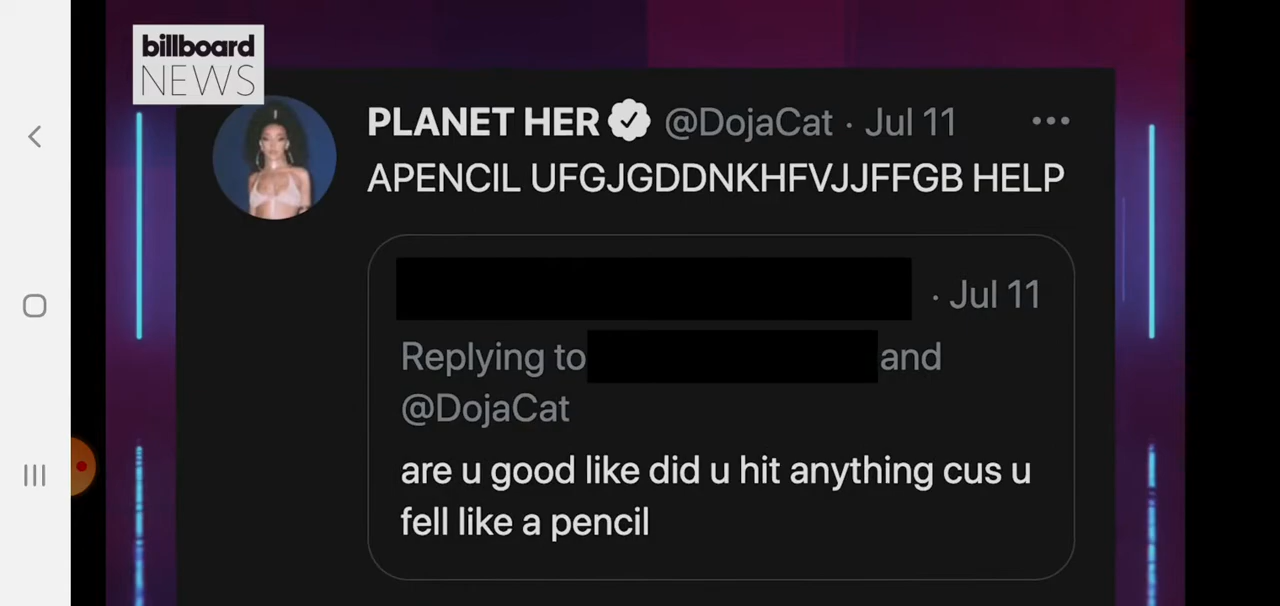 billboard
NEWS
PLANET HER @DojaCat · Jul 11
APENCIL UFGJGDDNKHFVJJFFGB HELP
· Jul 11
Replying to and
@DojaCat
are u good like did u hit anything cus u
fell like a pencil